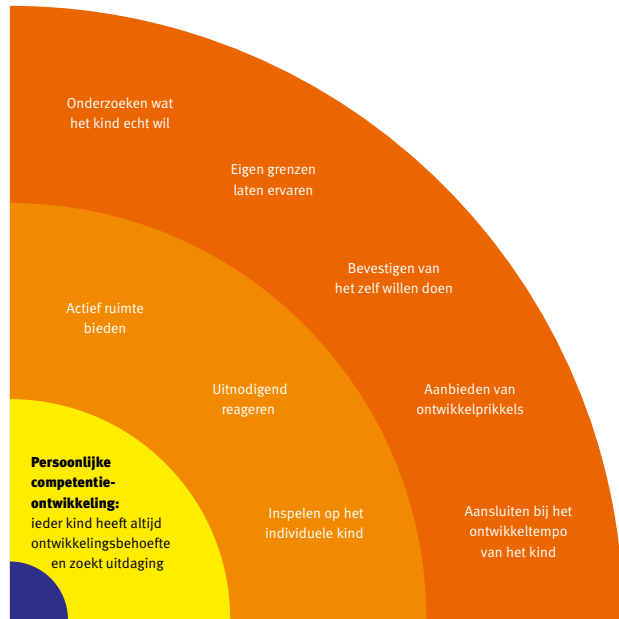 Onderzoeken wat
het kind echt wil
Eigen grenzen
laten ervaren
Bevestigen van
het zelf willen doen
Actief ruimte
bieden
Uitnodigend
reageren
Aanbieden van
ontwikkelprikkels
Persoonlijke
competentie-
ontwikkeling:
ieder kind heeft altijd
ontwikkelingsbehoefte
en zoekt uitdaging
Inspelen op het
individuele kind
Aansluiten bij het
ontwikkeltempo
van het kind